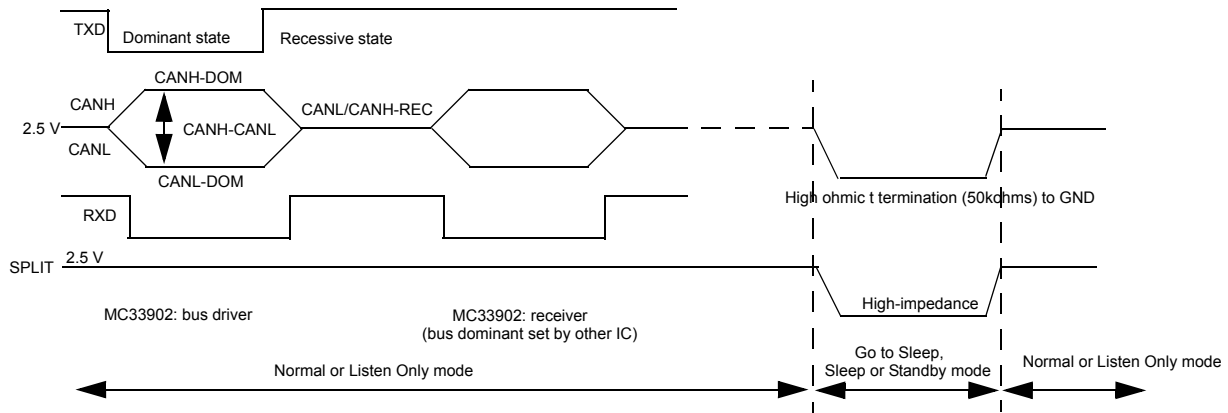 TXD
Dominant state
Recessive state
CANH-DOM
CANH
CANL/CANH-REC
2.5 V
CANH-CANL
CANL
CANL-DOM
High ohmic t termination (50kohms) to GND
RXD
2.5 V
SPLIT
High-impedance
MC33902: bus driver
MC33902: receiver
(bus dominant set by other IC)
Go to Sleep,
Sleep or Standby mode
Normal or Listen Only mode
Normal or Listen Only mode